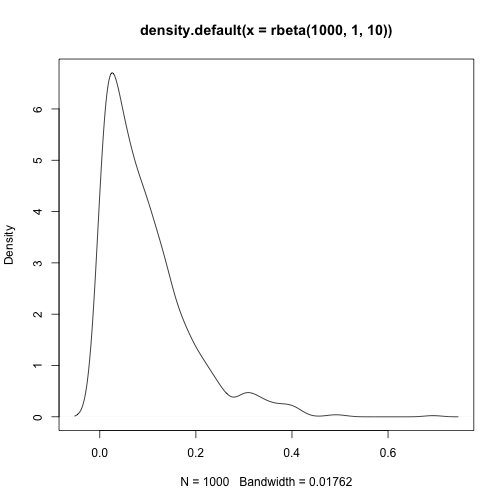 density.default(x = rbeta(1000, 1, 10))
Density
6
5
4
3
2
1
0
0.0 0.2 0.4 0.6
N = 1000 Bandwidth = 0.01762